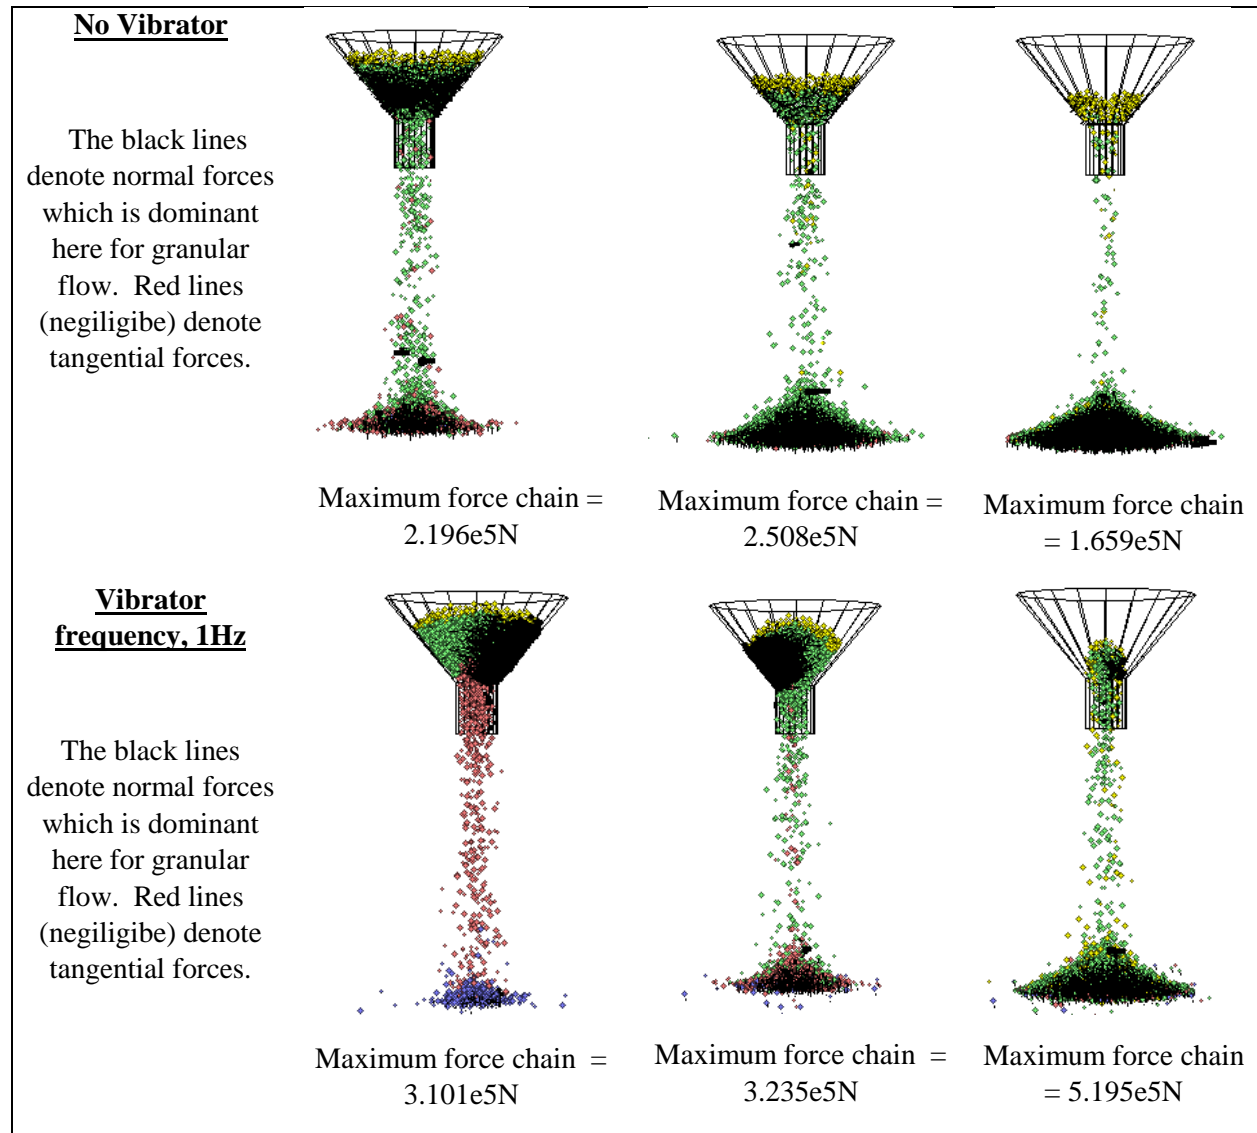 No Vibrator
The black lines
denote normal forces
which is dominant
here for granular
flow.  Red lines
(negiligibe) denote
tangential forces.
Maximum force chain =
2.196e5N
Maximum force chain =
2.508e5N
Maximum force chain
= 1.659e5N
Vibrator
frequency, 1Hz
The black lines
denote normal forces
which is dominant
here for granular
flow.  Red lines
(negiligibe) denote
tangential forces.
Maximum force chain  =
3.101e5N
Maximum force chain  =
3.235e5N
Maximum force chain
= 5.195e5N